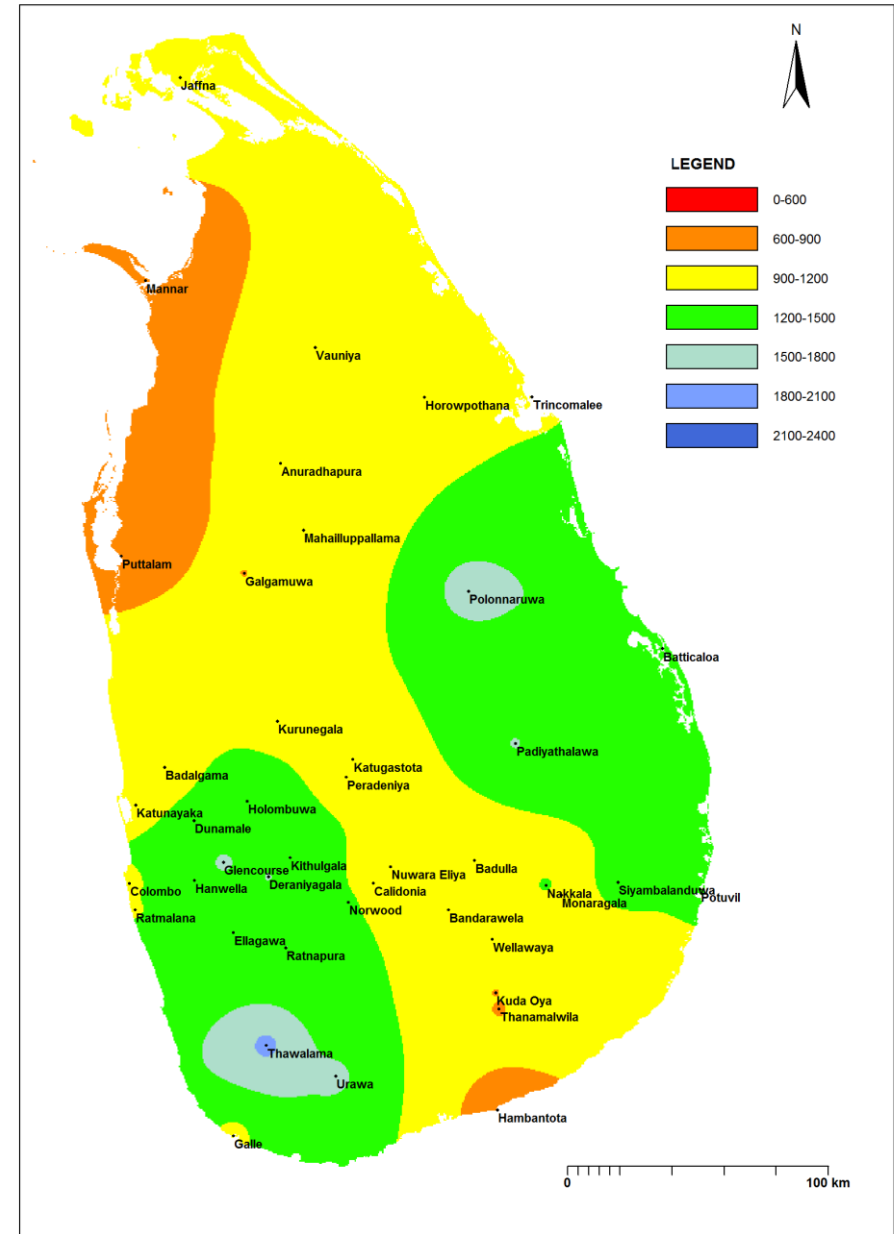 N
Jaffna
LEGEND
0-600
600-900
900-1200
1200-1500
1500-1800
1800-2100
2100-2400
Mannar
Vauniya
Horowpothana
Trincomalee
Anuradhapura
Mahailluppallama
Puttalam
Galgamuwa
Polonnaruwa
Batticaloa
Kurunegala
Padiyathalawa
Katugastota
Badalgama
Peradeniya
Katunayaka
Holombuwa
Dunamale
Glencourse
Kithulgala
Nuwara Eliya
Badulla
Colombo
Hanwella
Deraniyagala
Calidonia
Nakkala
Siyambalanduwa
Monaragala
Potuvil
Ratmalana
Norwood
Bandarawela
Ellagawa
Ratnapura
Wellawaya
Kuda Oya
Thanamalwila
Thawalama
Urawa
Hambantota
Galle
0
100 km